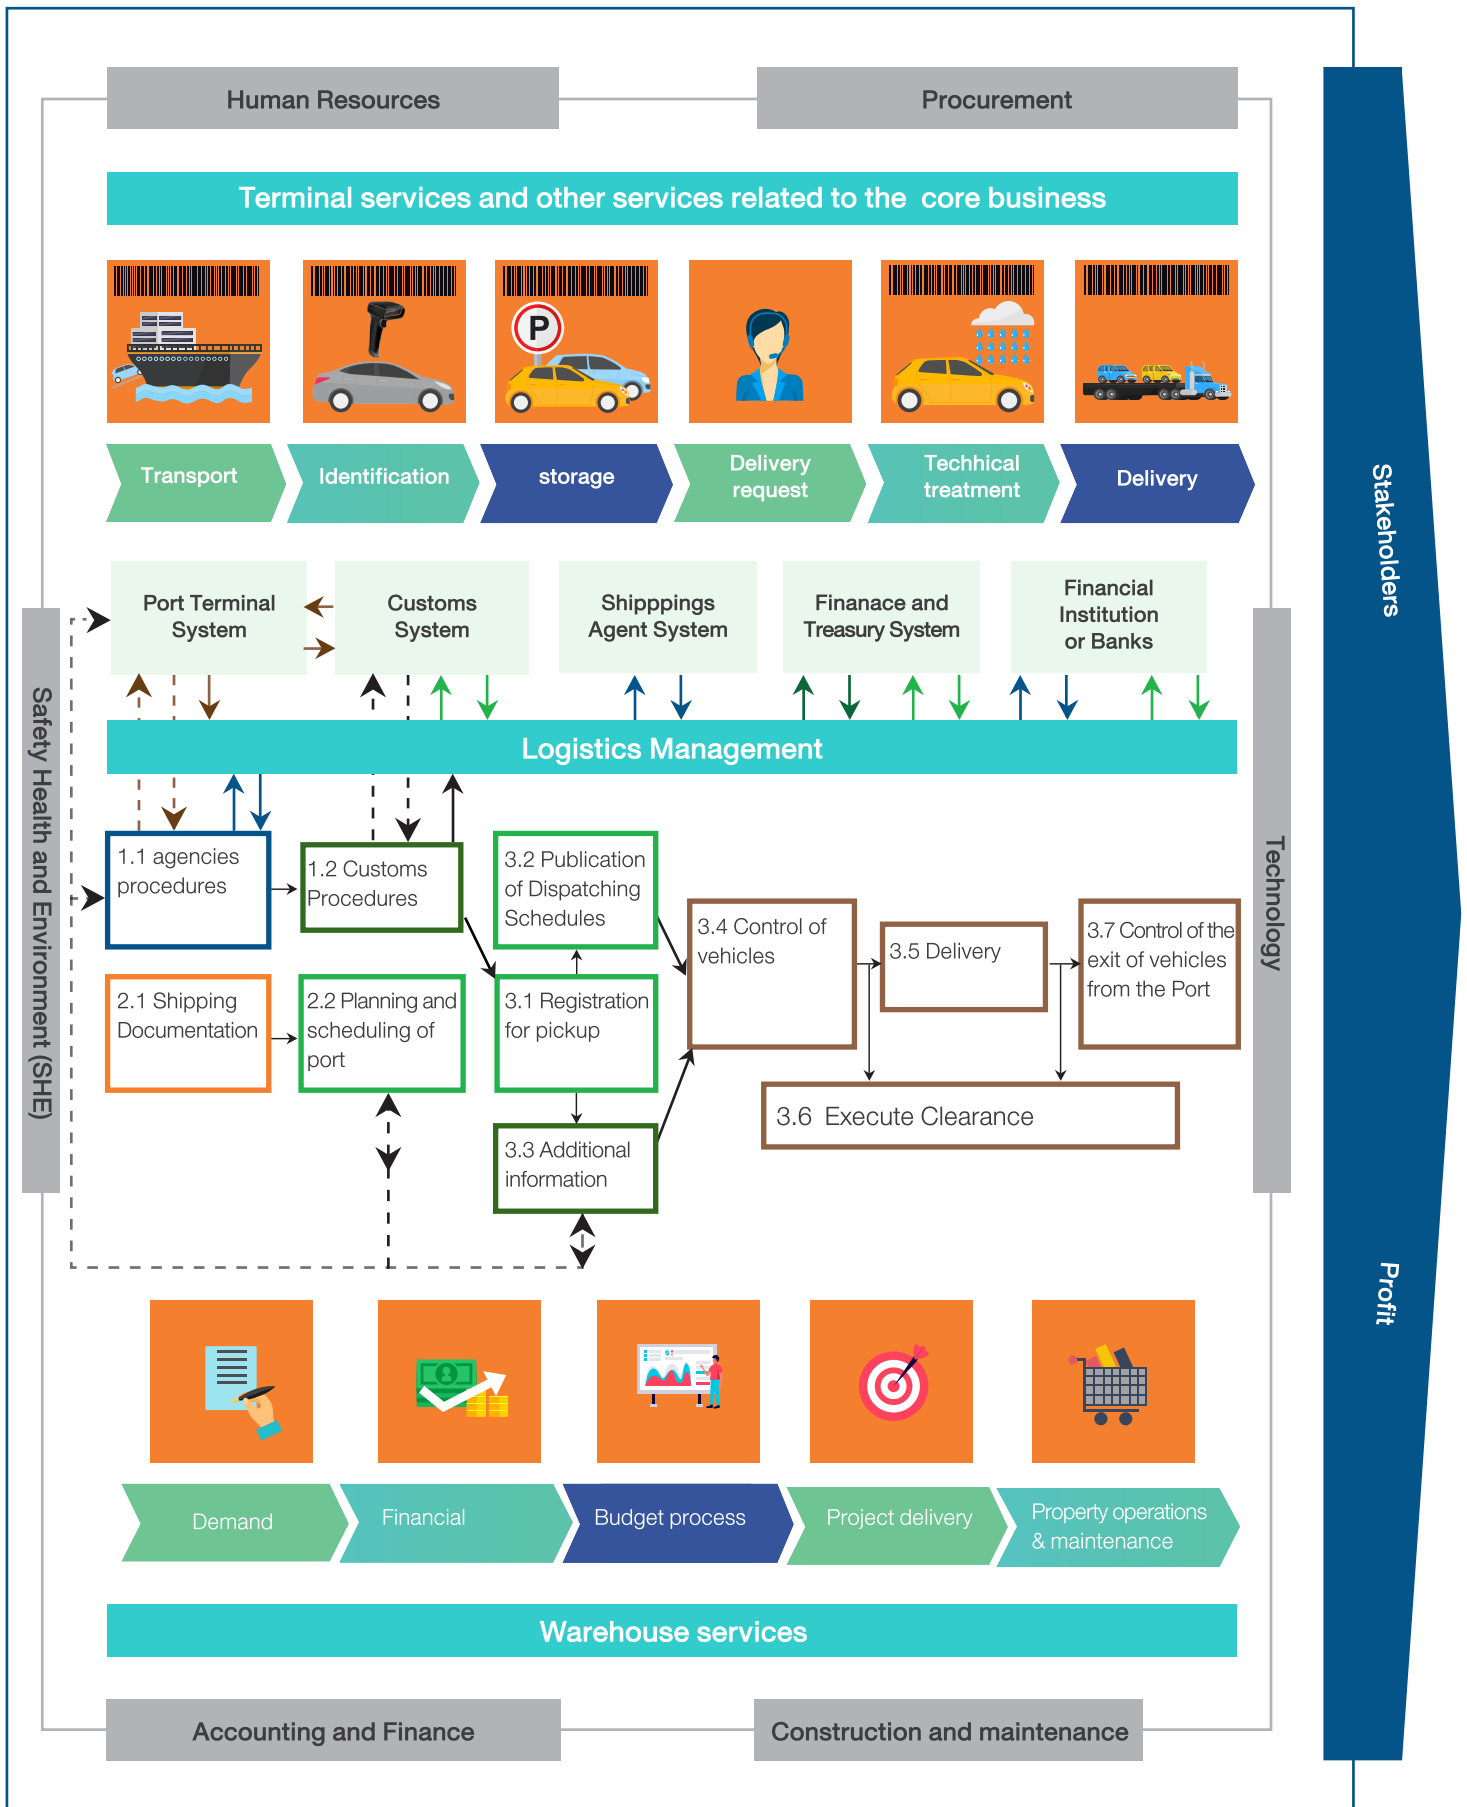 Human Resources
Procurement
Terminal services and other services related to the core business
P
Transport
Identification
storage
Delivery
request
Techhical
treatment
Delivery
Port Terminal
System
Customs
System
Shipppings
Agent System
Finanace and
Treasury System
Financial
Institution
or Banks
Logistics Management
1.1 agencies
procedures
1.2 Customs
Procedures
3.2 Publication
of Dispatching
Schedules
3.4 Control of
vehicles
3.5 Delivery
3.7 Control of the
exit of vehicles
from the Port
2.1 Shipping
Documentation
2.2 Planning and
scheduling of
port
3.1 Registration
for pickup
3.6 Execute Clearance
3.3 Additional
information
Safety Health and Environment (SHE)
Technology
Stakeholders
Profit
Demand
Financial
Budget process
Project delivery
Property operations
& maintenance
Warehouse services
Accounting and Finance
Construction and maintenance